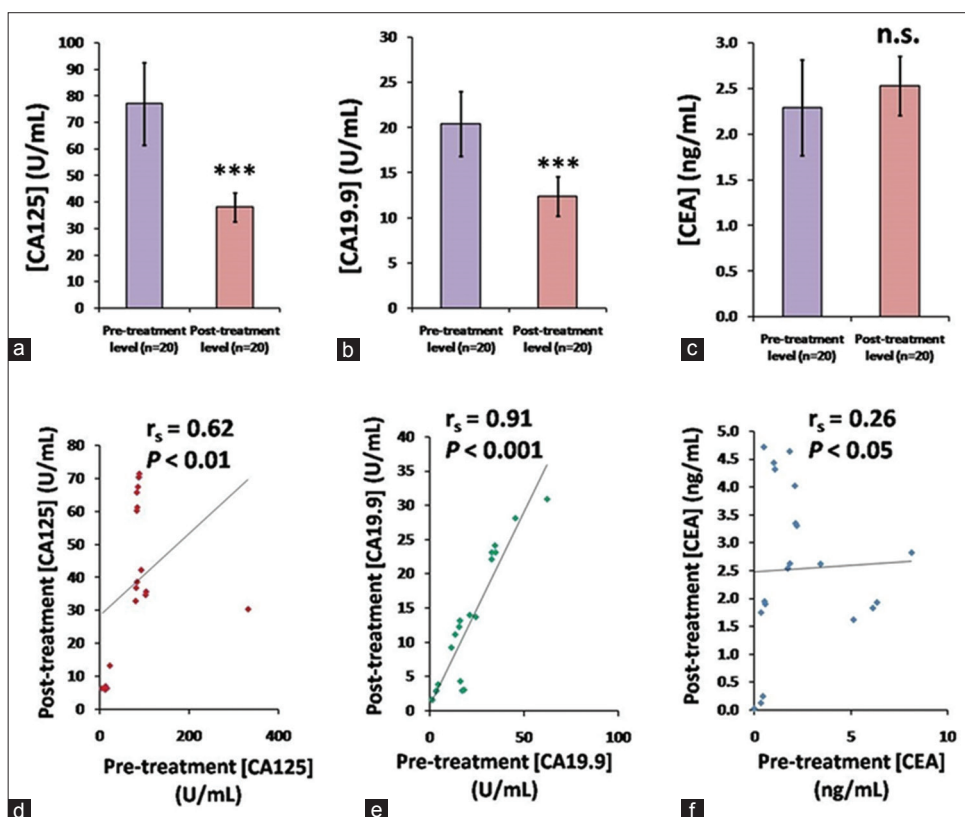 100
90
80
70
60
50
40
30
20
10
0
[CA125] (U/mL)
***
Pre-treatment Post-treatment
level (n=20) level (n=20)
a
30
25
20
15
10
5
0
[CA19.9] (U/mL)
***
Pre-treatment Post-treatment
level (n=20) level (n=20)
b
3.0
2.5
2.0
1.5
1.0
0.5
0.0
[CEA] (ng/mL)
n.s.
Pre-treatment Post-treatment
level (n=20) level (n=20)
c
rs = 0.62
P < 0.01
80
70
60
50
40
30
20
10
0
Post-treatment [CA125] (U/mL)
0 200 400
Pre-treatment [CA125]
(U/mL)
d
rs = 0.91
P < 0.001
40
35
30
25
20
15
10
5
0
Post-treatment [CA19.9] (U/mL)
0 50 100
Pre-treatment [CA19.9]
(U/mL)
e
rs = 0.26
P < 0.05
5.0
4.5
4.0
3.5
3.0
2.5
2.0
1.5
1.0
0.5
0.0
Post-treatment [CEA] (ng/mL)
0 5 10
Pre-treatment [CEA]
(ng/mL)
f